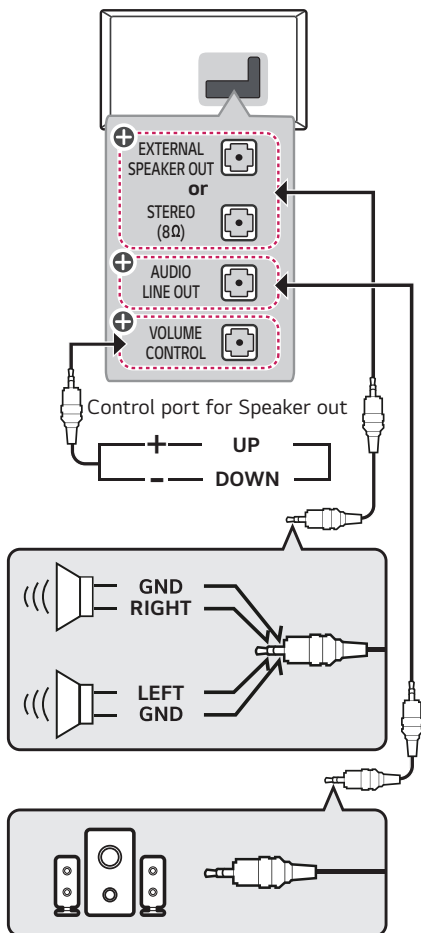 EXTERNAL
SPEAKER OUT
or
STEREO
(8Ω)
AUDIO
LINE OUT
VOLUME
CONTROL
Control port for Speaker out
+ UP
- DOWN
GND
RIGHT
LEFT
GND